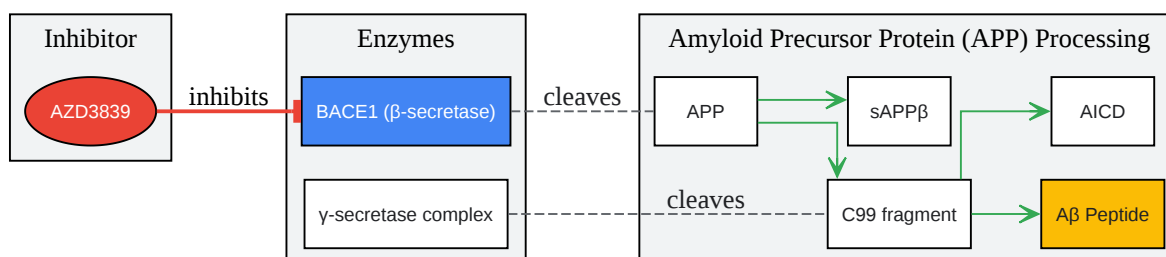 Inhibitor
Enzymes
Amyloid Precursor Protein (APP) Processing
AZD3839
inhibits
BACE1 (β-secretase)
cleaves
APP
sAPPβ
AICD
γ-secretase complex
cleaves
C99 fragment
Aβ Peptide